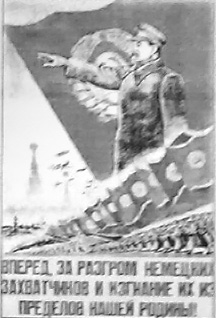 ВПЕРЕД, ЗА РАЗГРОМ НЕМЕЦКИХ
ЗАХВАТЧИКОВ И ИЗГНАНИЕ ИХ ИЗ
ПРЕДЕЛОВ НАШЕЙ РОДИНЫ!